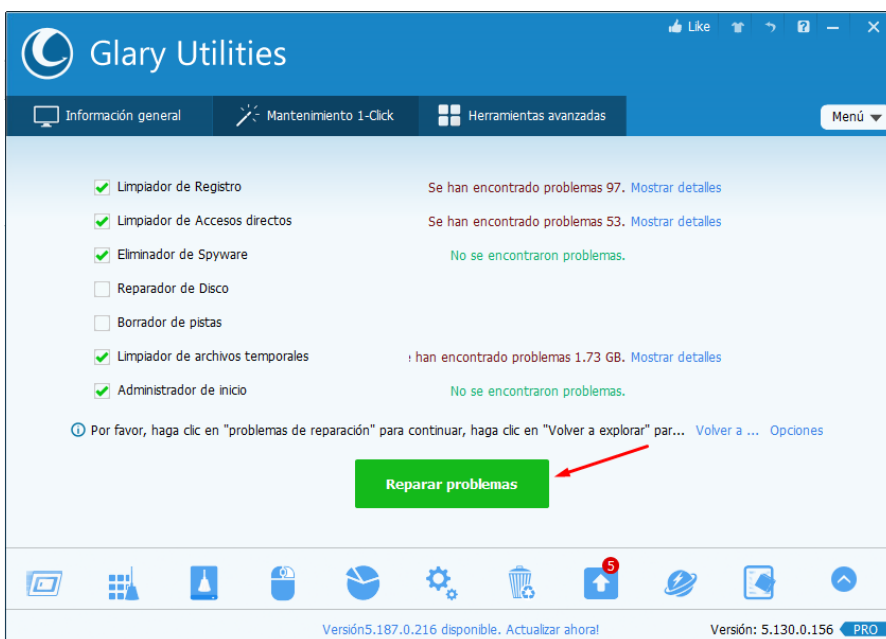 Like
Glary Utilities
Información general
Mantenimiento 1-Click
Herramientas avanzadas
Menú
Limpiador de Registro
Se han encontrado problemas 97. Mostrar detalles
Limpiador de Accesos directos
Se han encontrado problemas 53. Mostrar detalles
Eliminador de Spyware
No se encontraron problemas.
Reparador de Disco
Borrador de pistas
Limpiador de archivos temporales
han encontrado problemas 1.73 GB. Mostrar detalles
Administrador de inicio
No se encontraron problemas.
Por favor, haga clic en "problemas de reparación" para continuar, haga clic en "Volver a explorar" par... Volver a ... Opciones
Reparar problemas
5
Versión5.187.0.216 disponible. Actualizar ahora!
Versión: 5.130.0.156 PRO